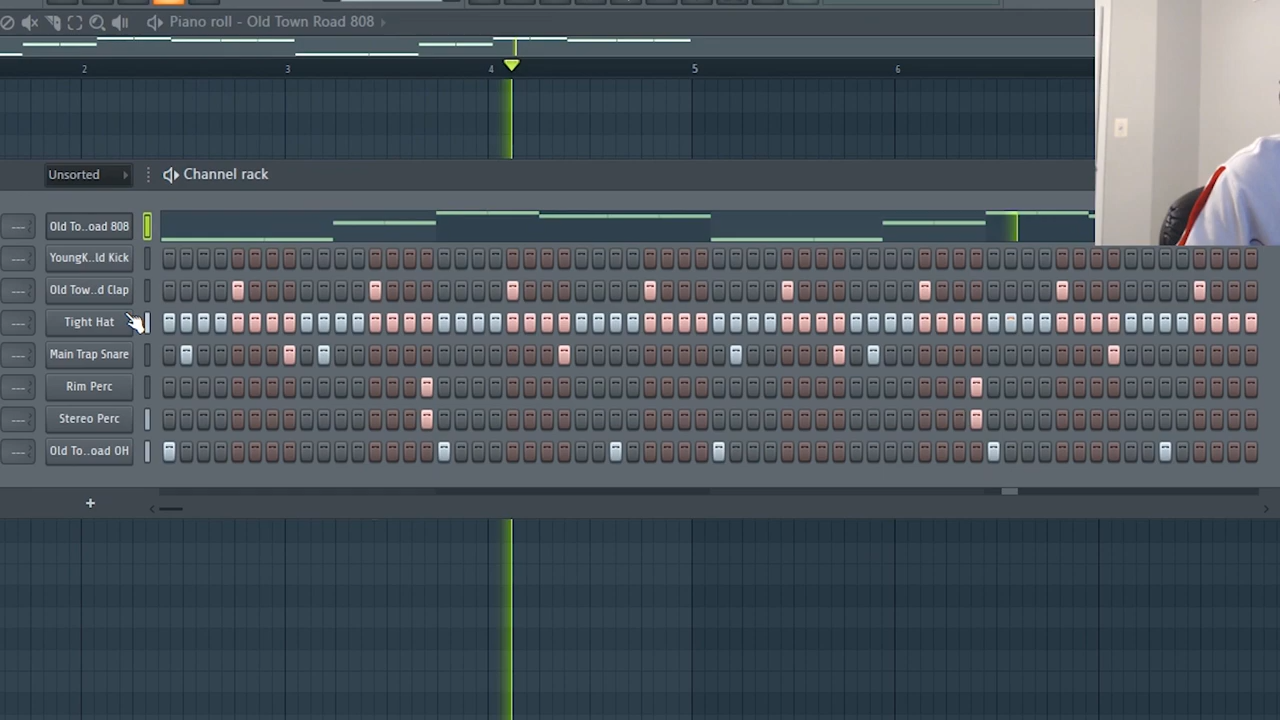 Piano roll - Old Town Road 808
2 3 4 5 6
Unsorted Channel rack
Old To..oad 808
YoungK..ld Kick
Old Tow..d Clap
Tight Hat
Main Trap Snare
Rim Perc
Stereo Perc
Old To..oad OH
+